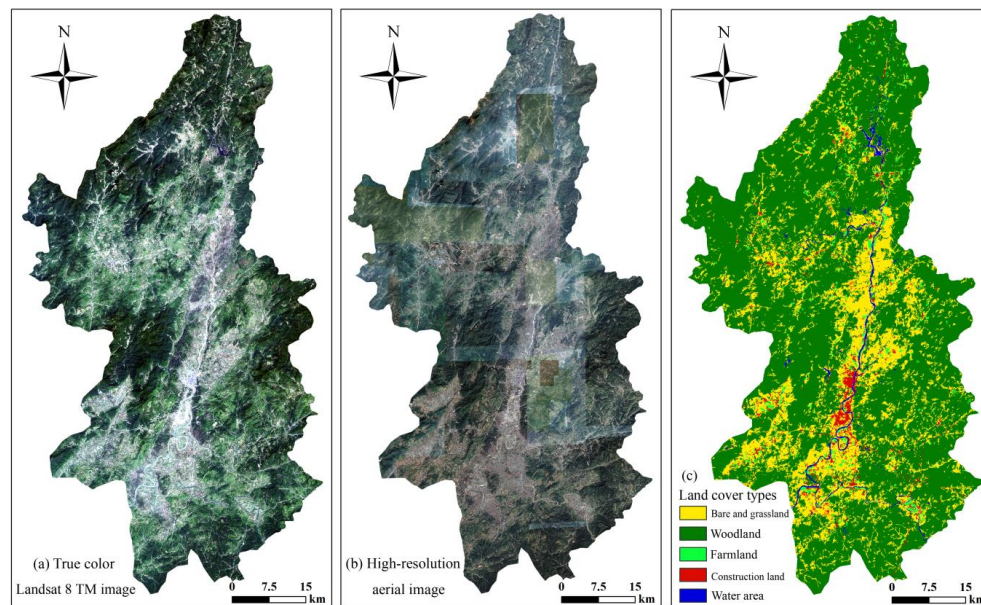 N
N
N
(a) True color
Landsat 8 TM image
0 7.5 15
km
(b) High-resolution
aerial image
0 7.5 15
km
(c)
Land cover types
Bare and grassland
Woodland
Farmland
Construction land
Water area
0 7.5 15
km